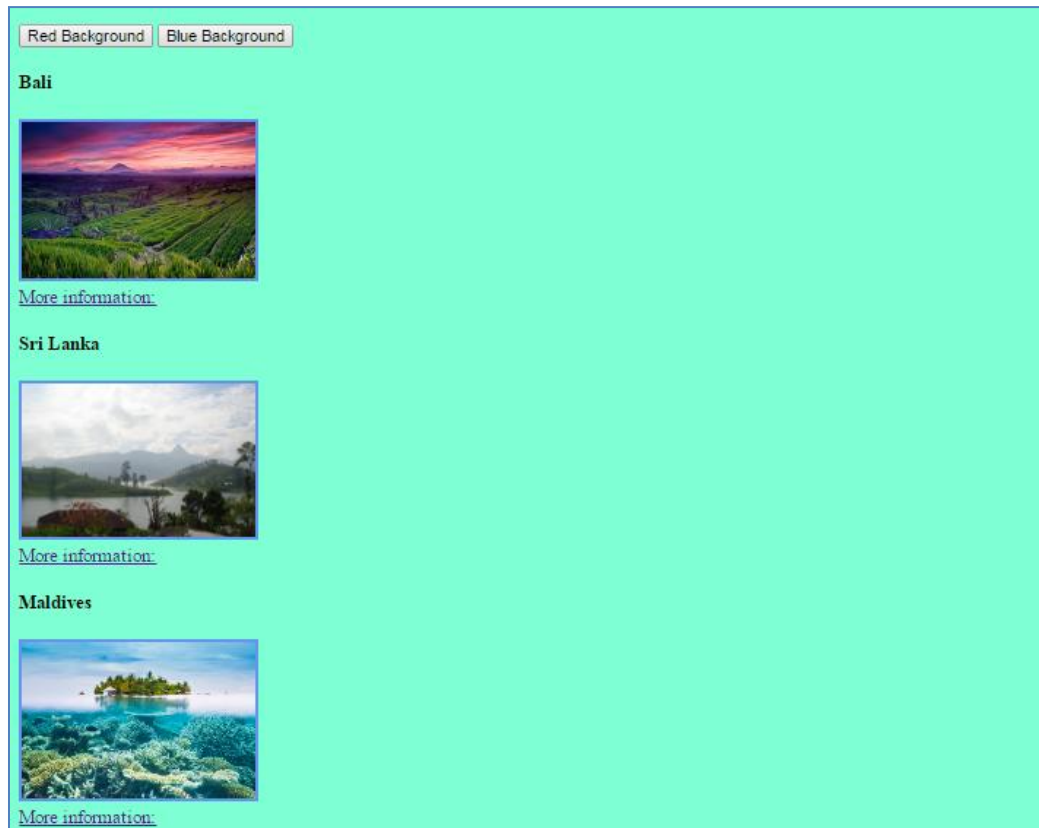 Red Background Blue Background
Bali
More information:
Sri Lanka
More information:
Maldives
More information: